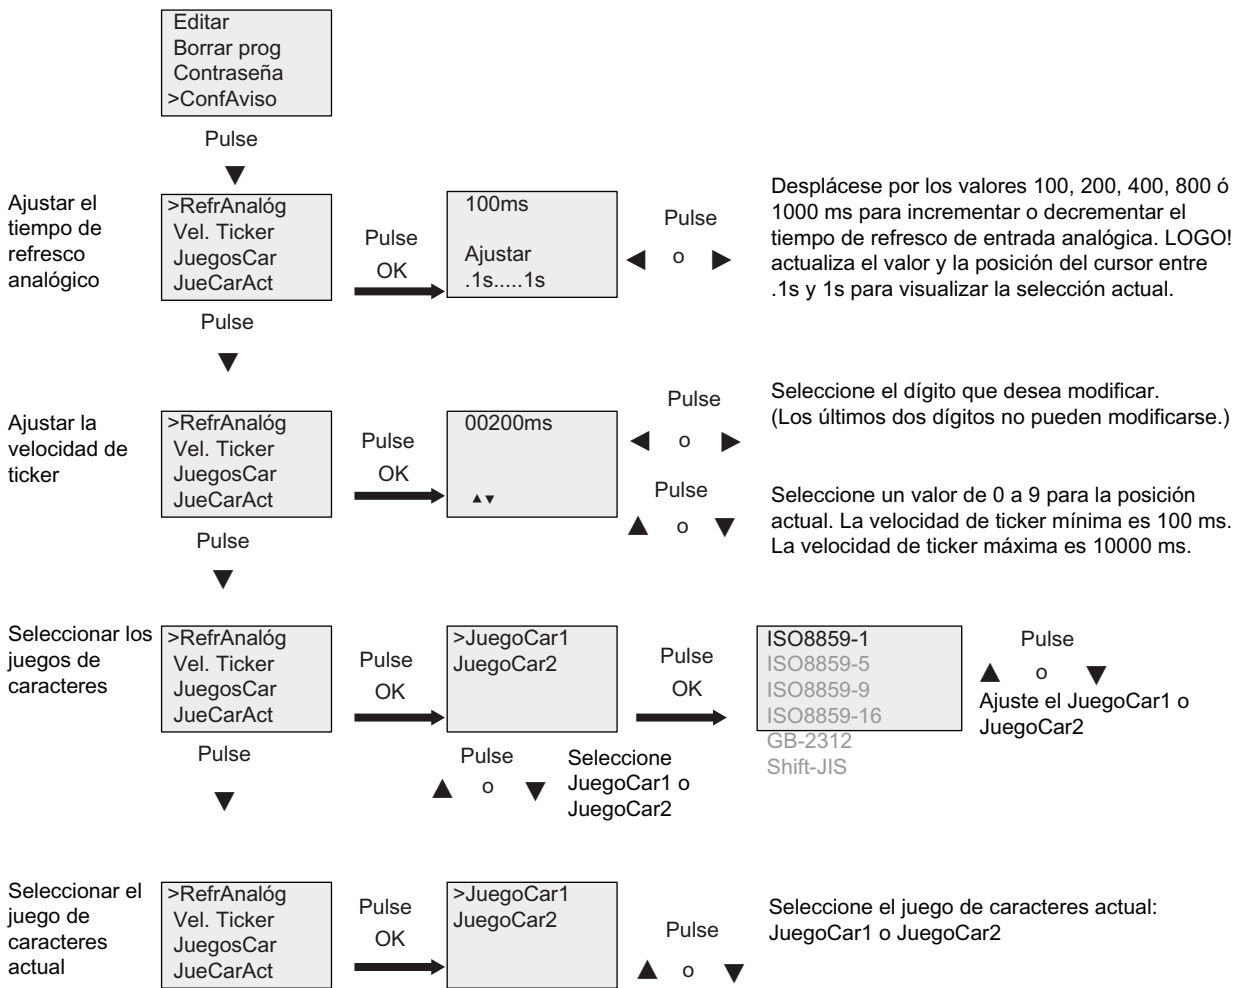 Editar
Borrar prog
Contraseña
>ConfAviso
Pulse
▼
Ajustar el
tiempo de
refresco
analógico
>RefrAnalóg
Vel. Ticker
JuegosCar
JueCarAct
Pulse
OK
100ms
Ajustar
.1s.....1s
Pulse
◀ o ▶
Desplácese por los valores 100, 200, 400, 800 ó
1000 ms para incrementar o decrementar el
tiempo de refresco de entrada analógica. LOGO!
actualiza el valor y la posición del cursor entre
.1s y 1s para visualizar la selección actual.
Pulse
▼
Ajustar la
velocidad de
ticker
>RefrAnalóg
Vel. Ticker
JuegosCar
JueCarAct
Pulse
OK
00200ms
▲▼
Pulse
◀ o ▶
Seleccione el dígito que desea modificar.
(Los últimos dos dígitos no pueden modificarse.)
Pulse
▲ o ▼
Seleccione un valor de 0 a 9 para la posición
actual. La velocidad de ticker mínima es 100 ms.
La velocidad de ticker máxima es 10000 ms.
Pulse
▼
Seleccionar los
juegos de
caracteres
>RefrAnalóg
Vel. Ticker
JuegosCar
JueCarAct
Pulse
OK
>JuegoCar1
JuegoCar2
Pulse
▲ o ▼
Seleccione
JuegoCar1 o
JuegoCar2
Pulse
OK
ISO8859-1
ISO8859-5
ISO8859-9
ISO8859-16
GB-2312
Shift-JIS
Pulse
▲ o ▼
Ajuste el JuegoCar1 o
JuegoCar2
Pulse
▼
Seleccionar el
juego de
caracteres
actual
>RefrAnalóg
Vel. Ticker
JuegosCar
JueCarAct
Pulse
OK
>JuegoCar1
JuegoCar2
Pulse
▲ o ▼
Seleccione el juego de caracteres actual:
JuegoCar1 o JuegoCar2